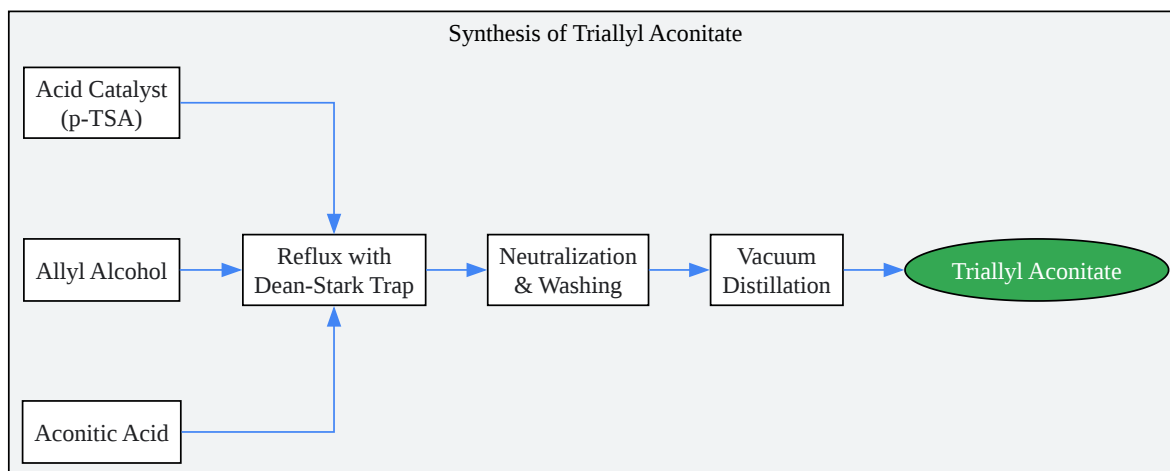 Synthesis of Triallyl Aconitate
Acid Catalyst
(p-TSA)
Allyl Alcohol
Aconitic Acid
Reflux with
Dean-Stark Trap
Neutralization
& Washing
Vacuum
Distillation
Triallyl Aconitate